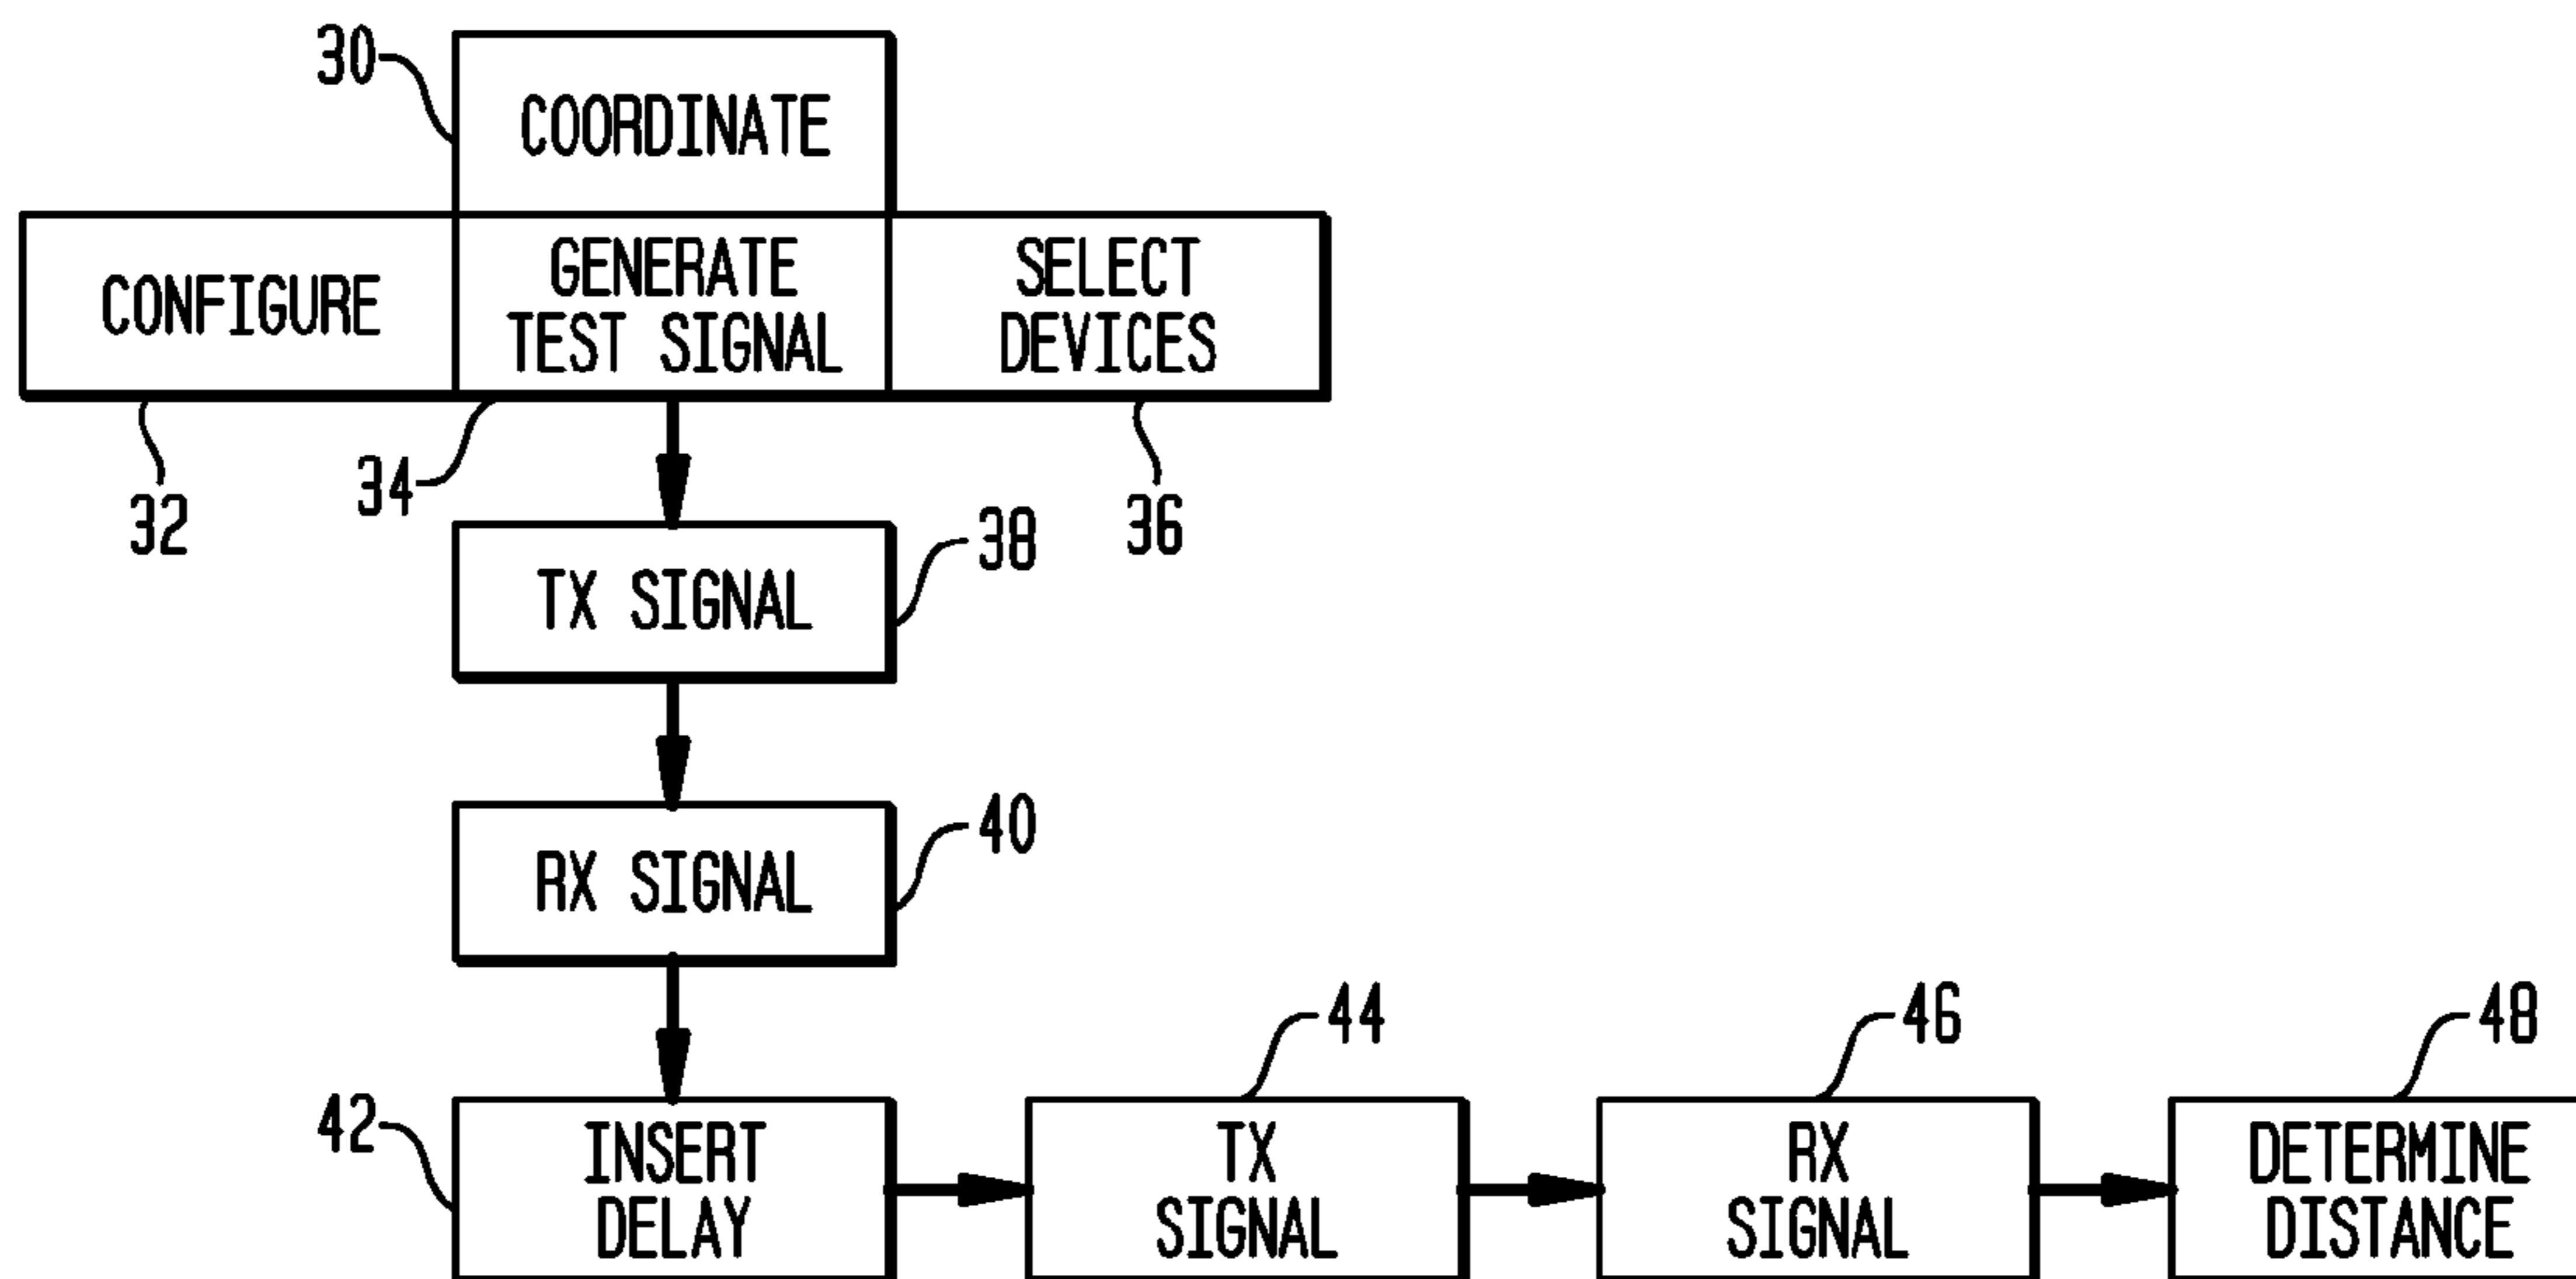 30
COORDINATE
CONFIGURE
GENERATE
TEST SIGNAL
SELECT
DEVICES
32
34
36
TX SIGNAL
38
RX SIGNAL
40
42
INSERT
DELAY
44
TX
SIGNAL
46
RX
SIGNAL
48
DETERMINE
DISTANCE